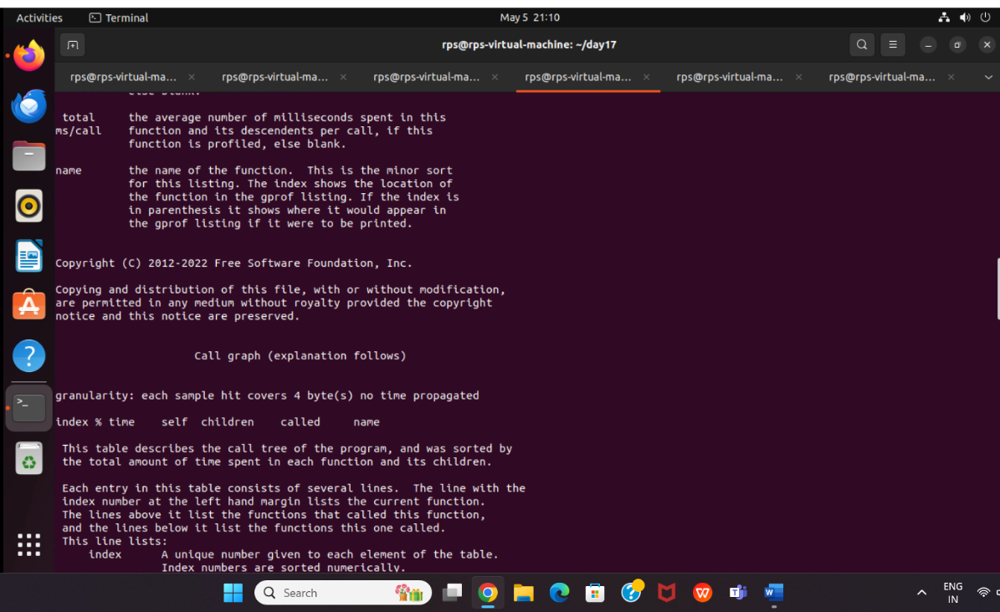 Activities
Terminal
May 5 21:10
rps@rps-virtual-machine: ~/day17
rps@rps-virtual-ma... × rps@rps-virtual-ma... × rps@rps-virtual-ma... × rps@rps-virtual-ma... × rps@rps-virtual-ma... × rps@rps-virtual-ma... ×
total the average number of milliseconds spent in this
ms/call function and its descendents per call, if this
function is profiled, else blank.
name the name of the function. This is the minor sort
for this listing. The index shows the location of
the function in the gprof listing. If the index is
in parenthesis it shows where it would appear in
the gprof listing if it were to be printed.
Copyright (C) 2012-2022 Free Software Foundation, Inc.
Copying and distribution of this file, with or without modification,
are permitted in any medium without royalty provided the copyright
notice and this notice are preserved.
Call graph (explanation follows)
granularity: each sample hit covers 4 byte(s) no time propagated
index % time self children called name
This table describes the call tree of the program, and was sorted by
the total amount of time spent in each function and its children.
Each entry in this table consists of several lines. The line with the
index number at the left hand margin lists the current function.
The lines above it list the functions that called this function,
and the lines below it list the functions this one called.
This line lists:
index A unique number given to each element of the table.
Index numbers are sorted numerically.
Search
ENG
IN